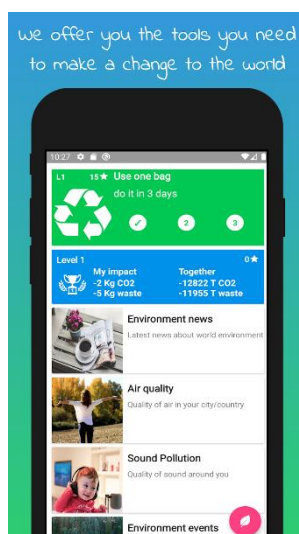 We offer you the tools you need
to make a change to the world
10:27
L1 15★ Use one bag
do it in 3 days
2 3
Level 1 0★
My impact Together
-2 Kg CO2 -12822 T CO2
-5 Kg waste -11955 T waste
Environment news
Latest news about world environment
Air quality
Quality of air in your city/country
Sound Pollution
Quality of sound around you
Environment events